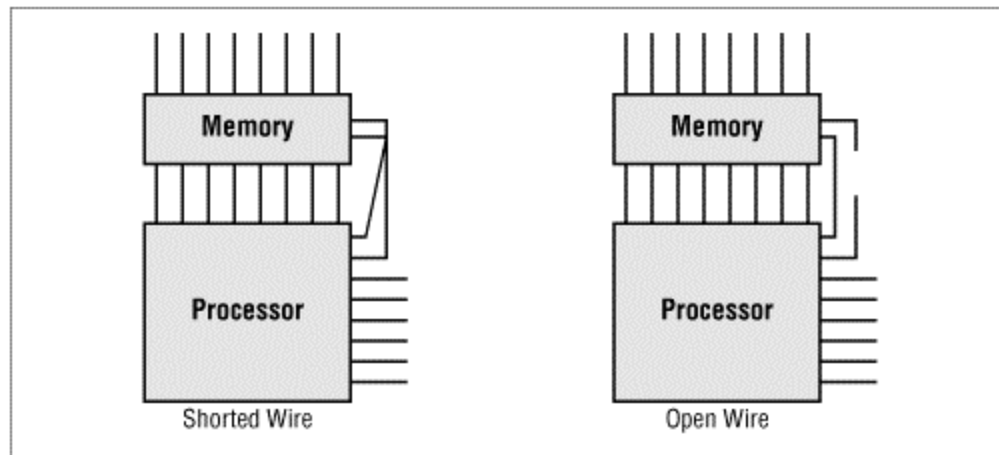 Memory
Processor
Shorted Wire
Memory
Processor
Open Wire